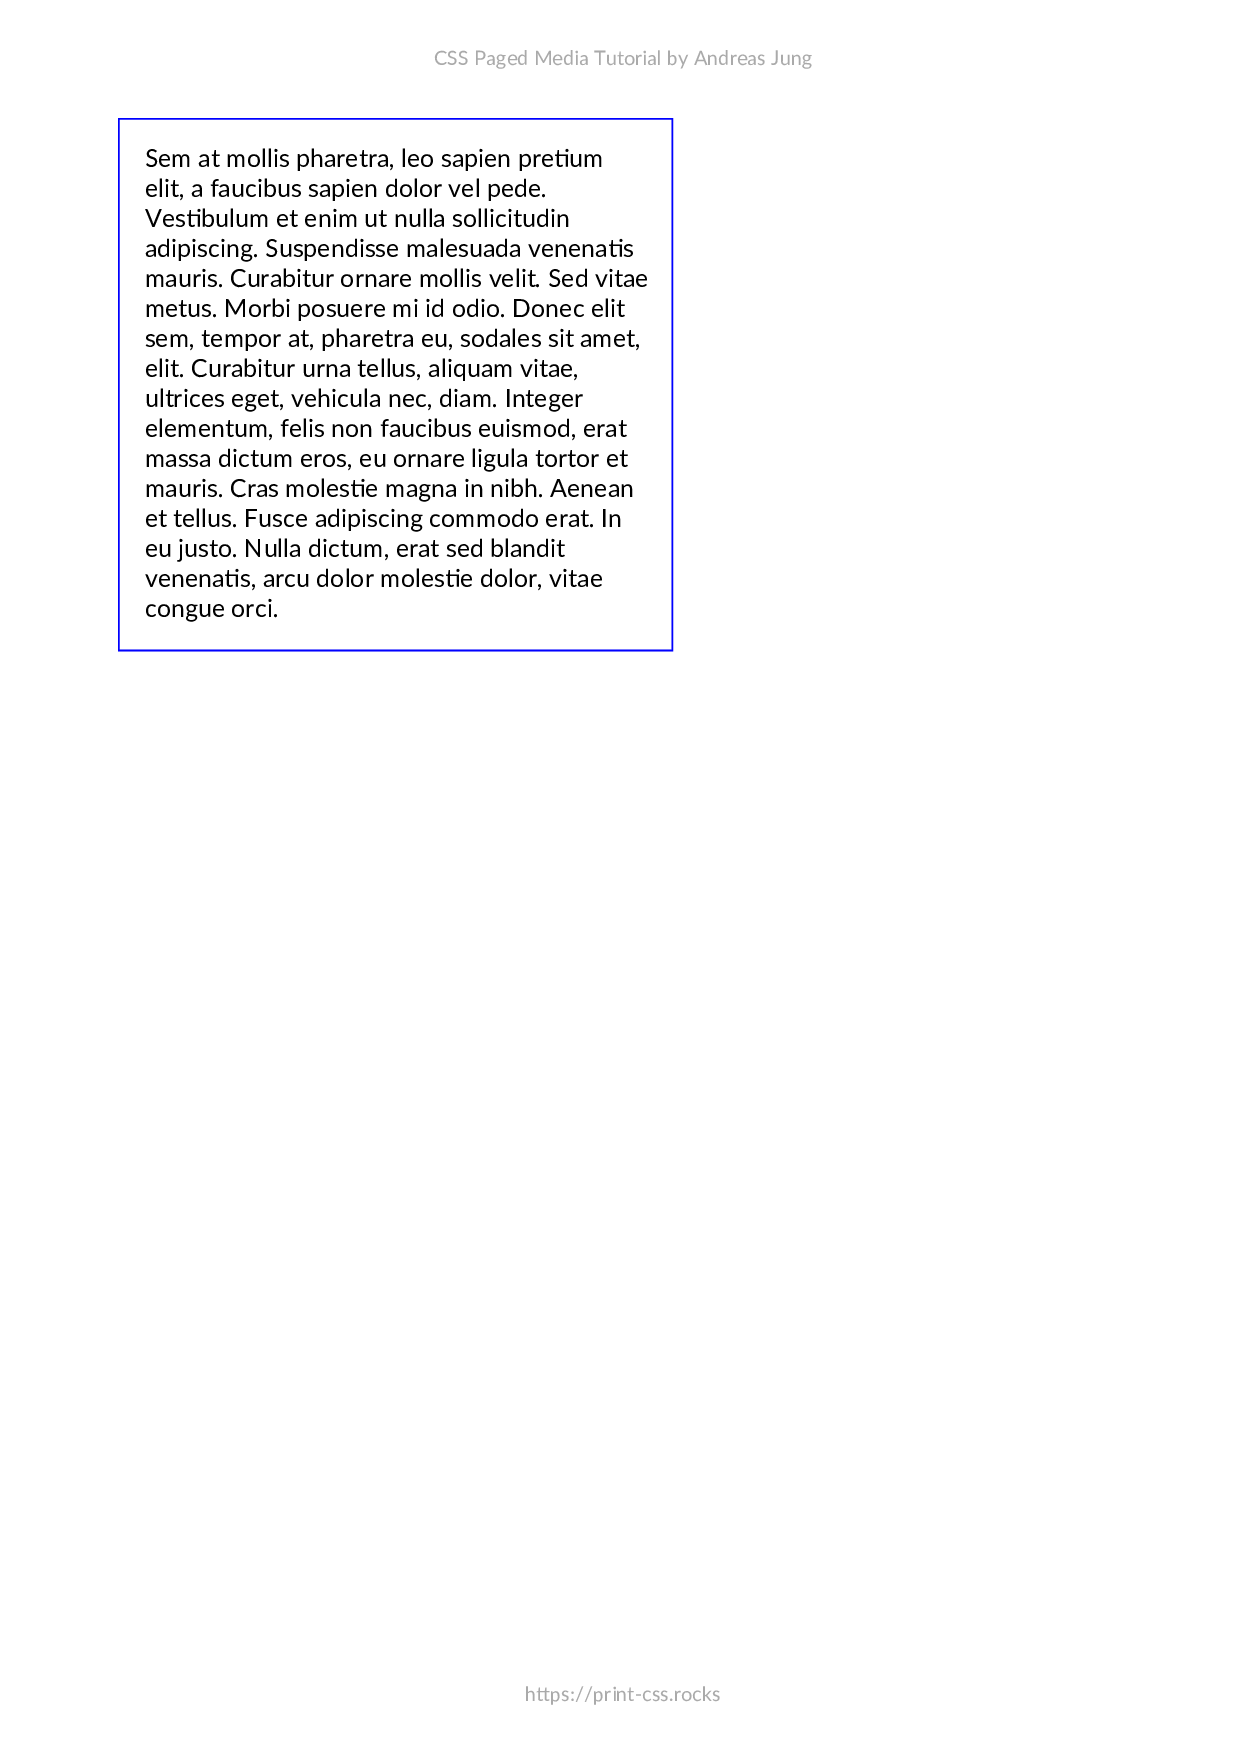 CSS Paged Media Tutorial by Andreas Jung
Sem at mollis pharetra, leo sapien pretium
elit, a faucibus sapien dolor vel pede.
Vestibulum et enim ut nulla sollicitudin
adipiscing. Suspendisse malesuada venenatis
mauris. Curabitur ornare mollis velit. Sed vitae
metus. Morbi posuere mi id odio. Donec elit
sem, tempor at, pharetra eu, sodales sit amet,
elit. Curabitur urna tellus, aliquam vitae,
ultrices eget, vehicula nec, diam. Integer
elementum, felis non faucibus euismod, erat
massa dictum eros, eu ornare ligula tortor et
mauris. Cras molestie magna in nibh. Aenean
et tellus. Fusce adipiscing commodo erat. In
eu justo. Nulla dictum, erat sed blandit
venenatis, arcu dolor molestie dolor, vitae
congue orci.
https://print-css.rocks